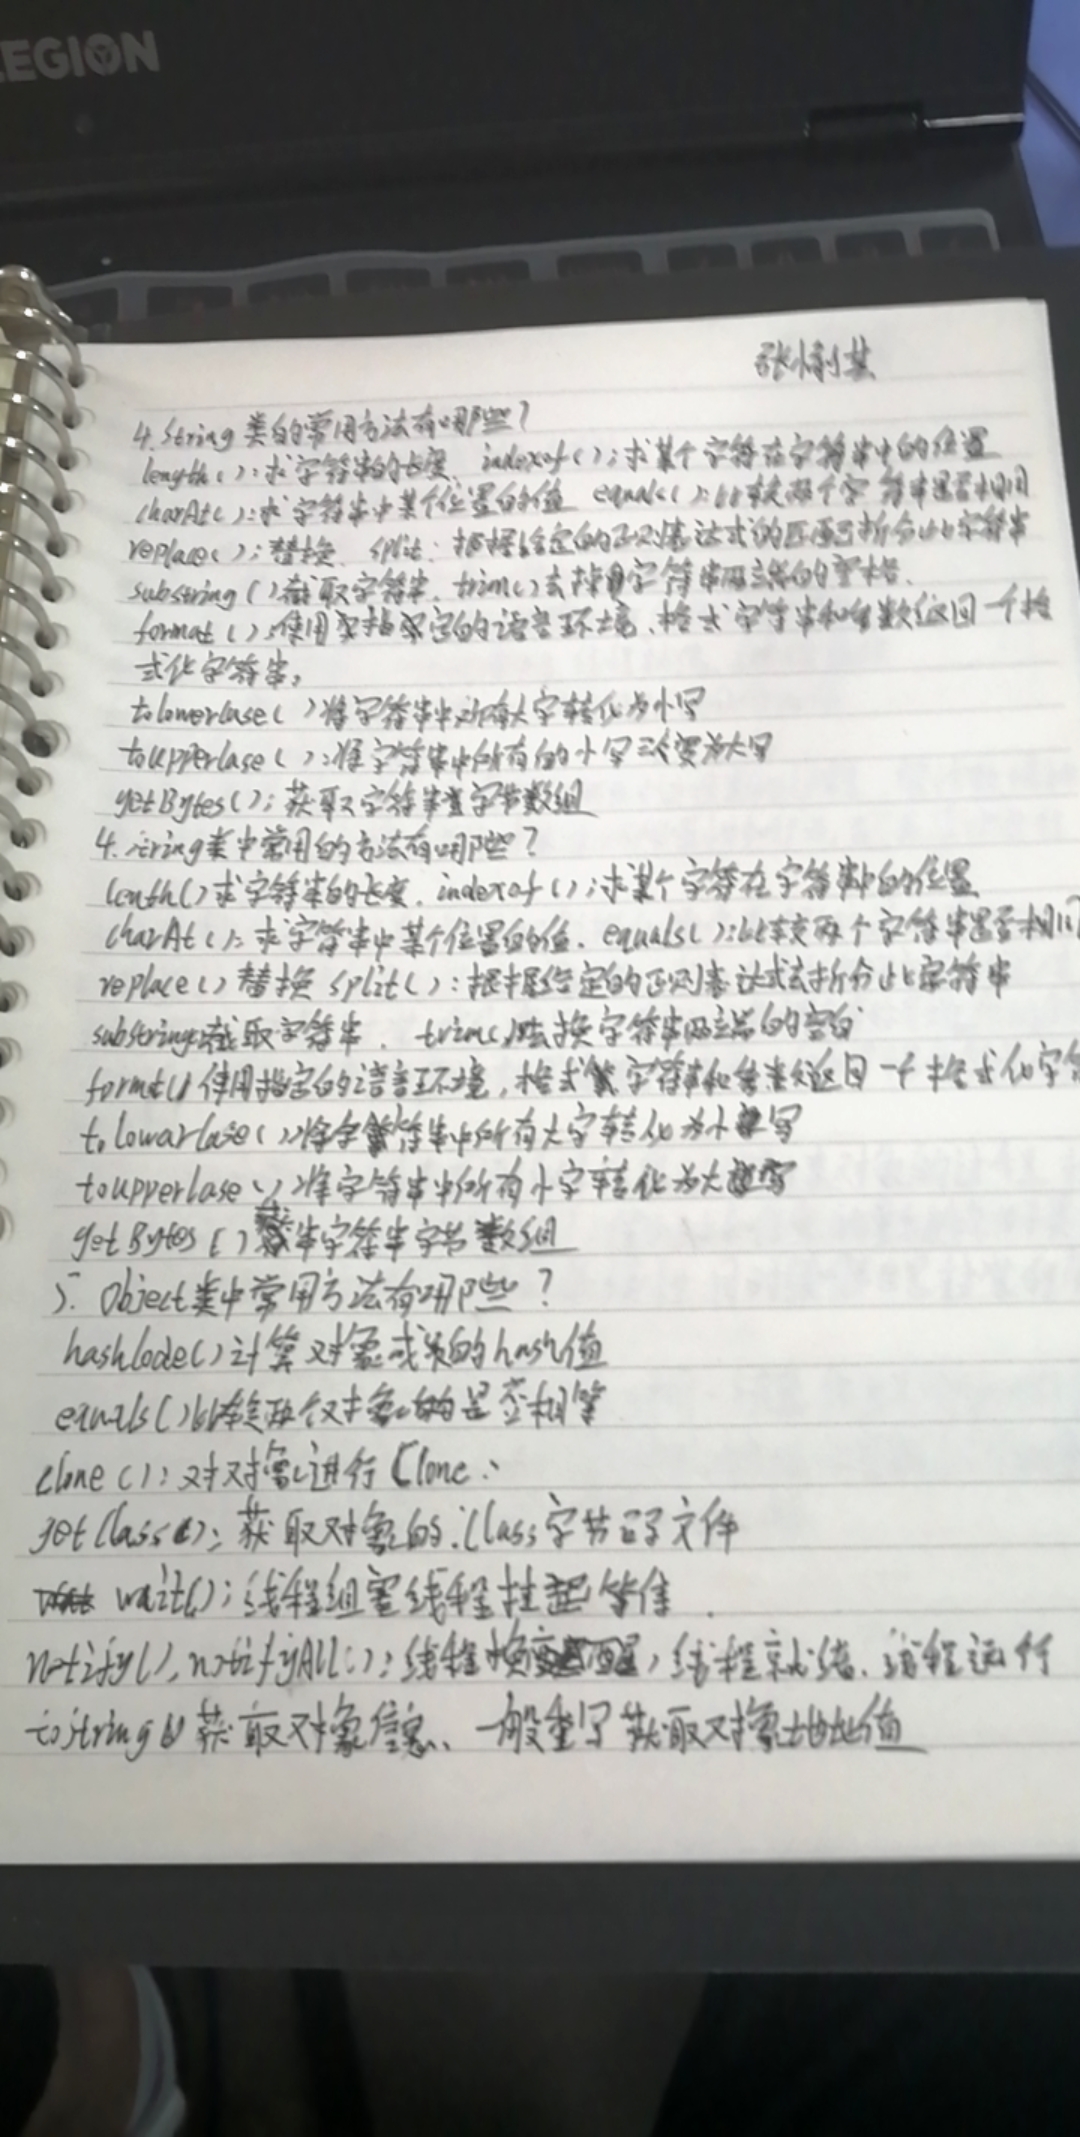 LEGION
张
4. String 类的常用方法有哪些?
length():求字符串的长度, indexof():求某个字符在字符串中的位置
charAt():求字符串中某个位置的值 equals():比较两个字符串是否相同
replace():替换、split:根据给定的正则表达式的匹配拆分此字符串
substring()截取字符串. trim()去掉字符串两端的空格.
format():使用指定的语言环境、格式字符串和参数返回一个格
式化字符串。
toLowerCase()将字符串中所有大字转化为小写
toUpperCase():将字符串中所有的小字变为大写
getBytes():获取字符串字节数组
4. String类中常用的方法有哪些?
lenth()求字符串的长度. indexof():求某个字符在字符串中的位置
charAt():求字符串中某个位置的值. equals():比较两个字符串是否相同
replace()替换 split():根据给定的正则表达式去拆分此字符串
substring截取字符串. trim()去换字符串两端的空白
format()使用指定的语言环境,格式字符串和参数返回一个格式化字符
toLowarCase()将字符串中所有大字转化为小写
toUpperCase()将字符串中所有小字转化为大写
getBytes()获串字符串字节数组
5. Object类中常用方法有哪些?
hashCode()计算对象或类的hash值
equals()比较两个对象的是否相等
clone():对对象进行Clone.
getClass():获取对象的.Class字节码文件
wait():线程组塞线程挂起等
notify(),notifyAll():线程唤醒,线程就绪.线程运行
toString()获取对象信息、一般重写获取对象地址值